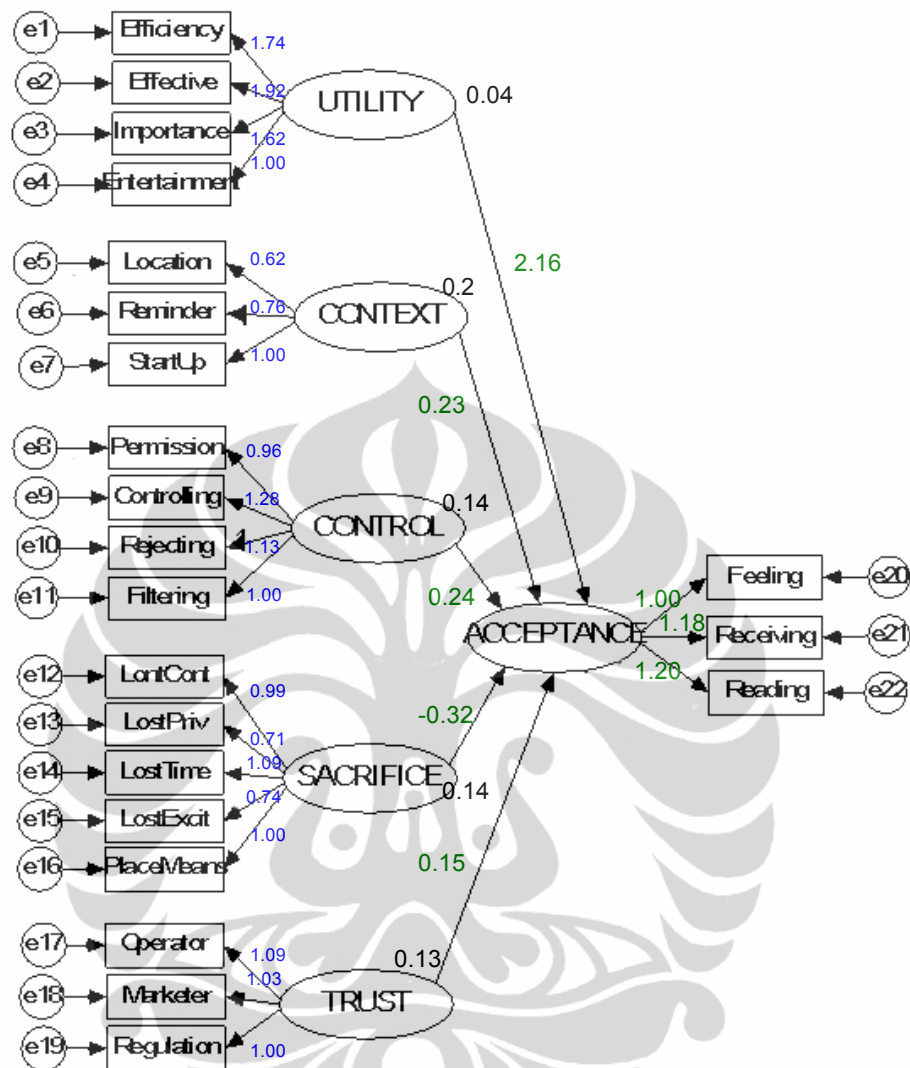 e1 Efficiency 1.74
e2 Effective 1.92
e3 Importance 1.62
e4 Entertainment 1.00
UTILITY 0.04
2.16
e5 Location 0.62
e6 Reminder 0.76
e7 StartUp 1.00
CONTEXT 0.2
0.23
e8 Permission 0.96
e9 Controlling 1.28
e10 Rejecting 1.13
e11 Filtering 1.00
CONTROL 0.14
0.24
ACCEPTANCE
1.00 Feeling e20
1.18 Receiving e21
1.20 Reading e22
e12 LontCont 0.99
e13 LostPriv 0.71
e14 LostTime 1.09
e15 LostExcit 0.74
e16 PlaceMeans 1.00
SACRIFICE 0.14
-0.32
0.15
e17 Operator 1.09
e18 Marketer 1.03
e19 Regulation 1.00
TRUST 0.13